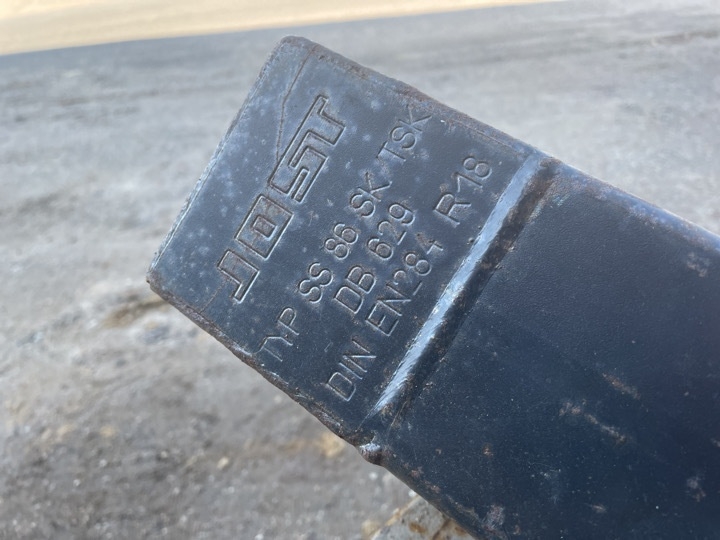 JOST
TYP SS 86 SK TSK
DB 629
DIN EN284 R18